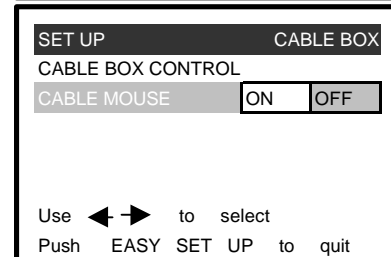 SET UP CABLE BOX
CABLE BOX CONTROL
CABLE MOUSE ON OFF
Use ◀ ▶ to select
Push EASY SET UP to quit